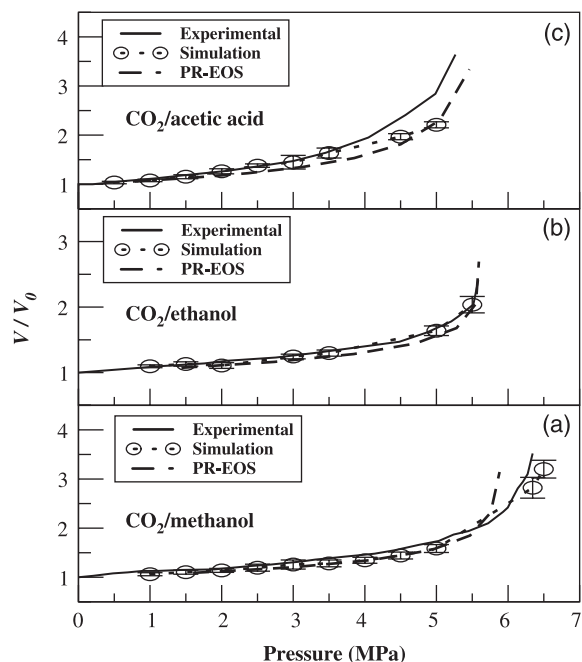 (c)
4
3
2
1
Experimental
Simulation
PR-EOS
CO2/acetic acid
(b)
3
2
1
Experimental
Simulation
PR-EOS
CO2/ethanol
V / V0
(a)
4
3
2
1
Experimental
Simulation
PR-EOS
CO2/methanol
0 1 2 3 4 5 6 7
Pressure (MPa)